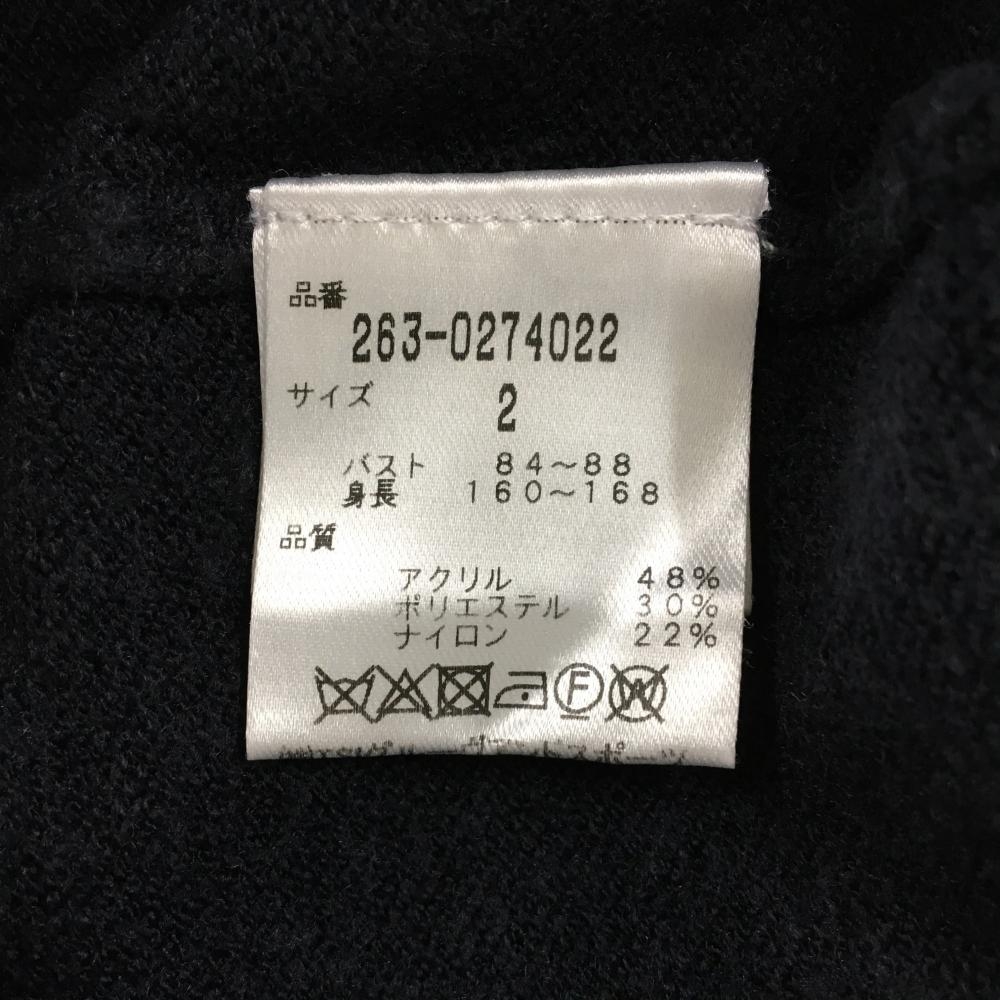 品番
263-0274022
サイズ 2
バスト 84～88
身長 160～168
品質
アクリル 48%
ポリエステル 30%
ナイロン 22%
F W